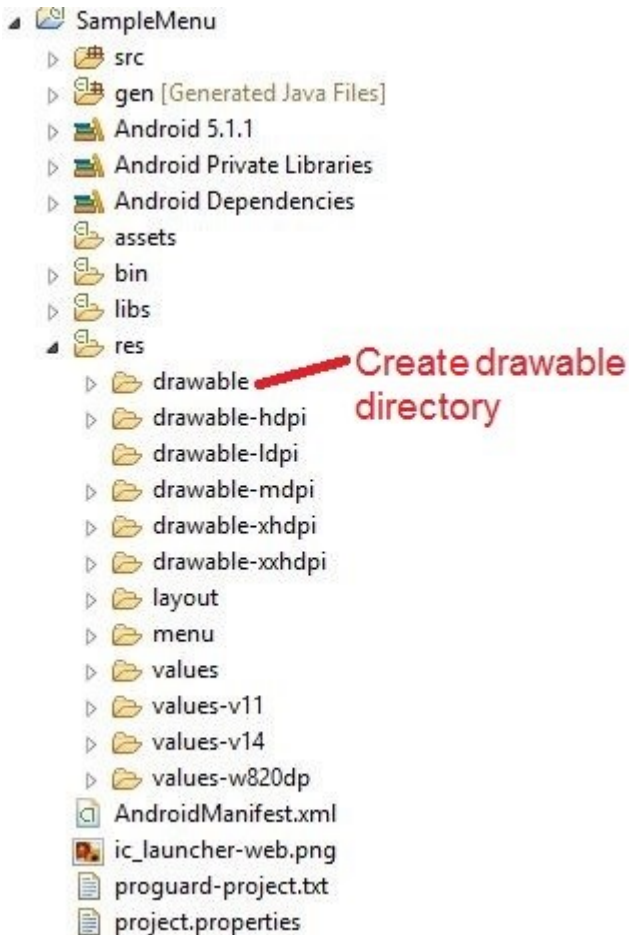 SampleMenu
src
gen [Generated Java Files]
Android 5.1.1
Android Private Libraries
Android Dependencies
assets
bin
libs
res
drawable
Create drawable
directory
drawable-hdpi
drawable-ldpi
drawable-mdpi
drawable-xhdpi
drawable-xxhdpi
layout
menu
values
values-v11
values-v14
values-w820dp
AndroidManifest.xml
ic_launcher-web.png
proguard-project.txt
project.properties